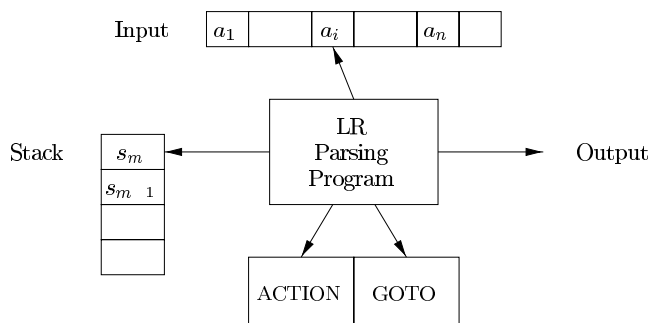 Input a₁ aᵢ aₙ
LR
Parsing
Program
Stack sₘ
Output
sₘ ₁
ACTION GOTO